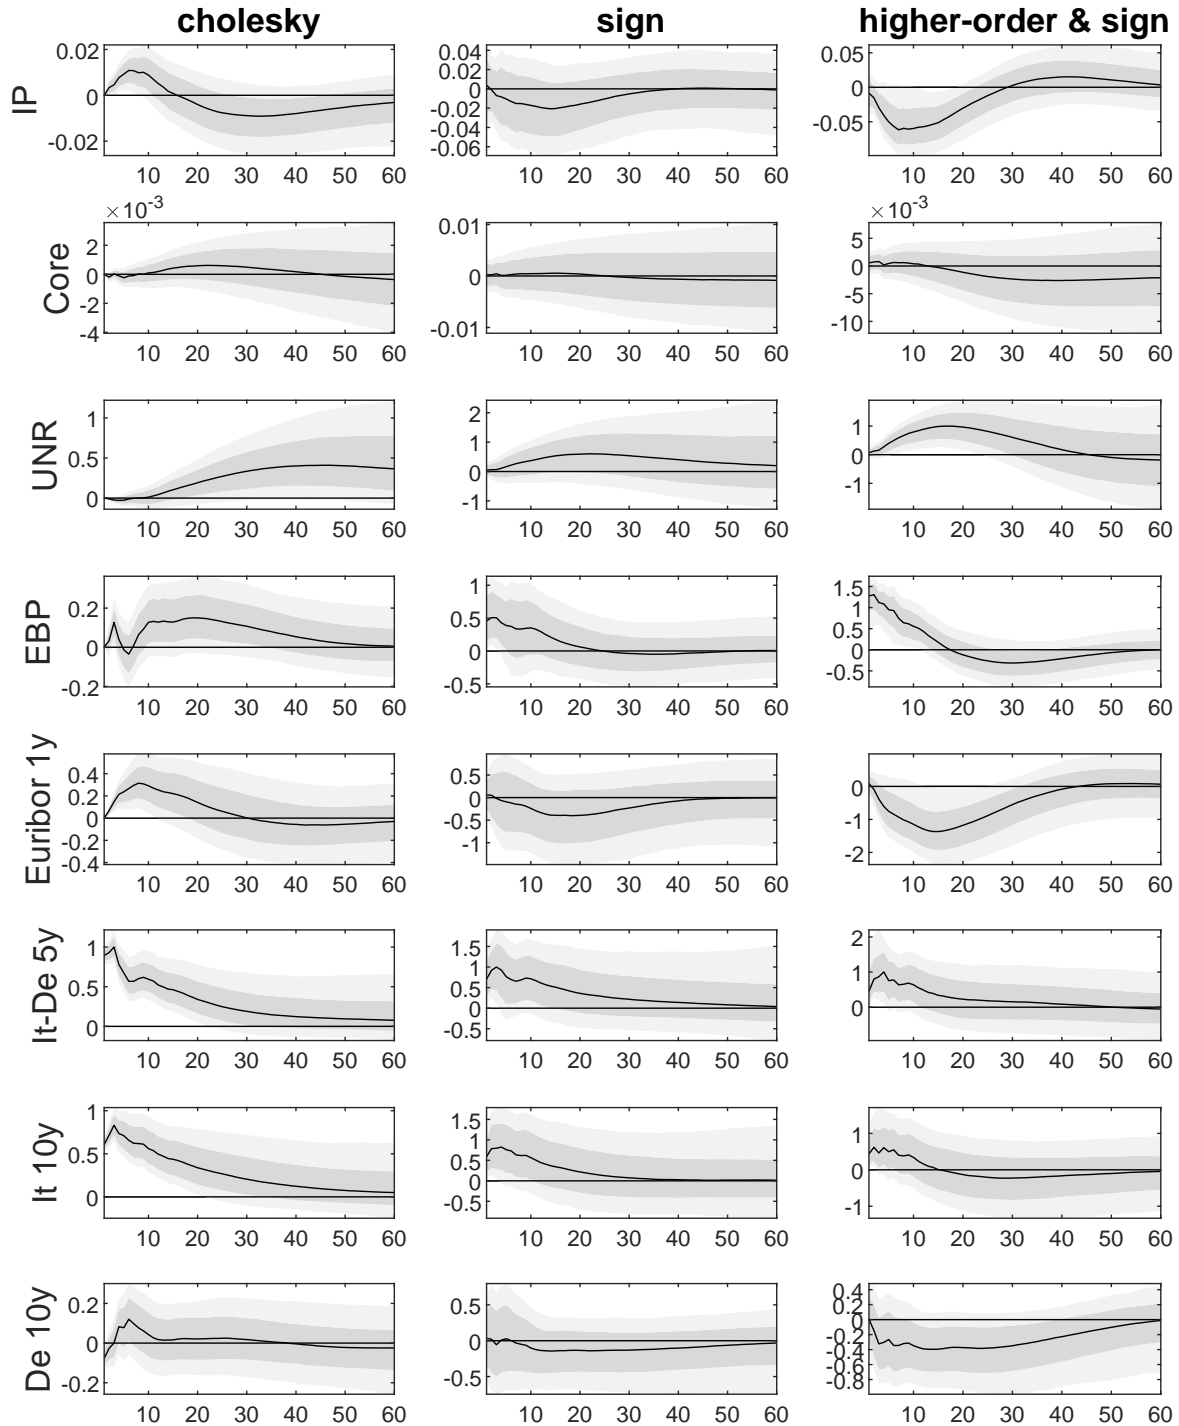 cholesky sign higher-order & sign
IP
0.02 0 -0.02
10 20 30 40 50 60
0.04 0.02 0 -0.02 -0.04 -0.06
10 20 30 40 50 60
0.05 0 -0.05
10 20 30 40 50 60
Core
×10-3
2 0 -2 -4
10 20 30 40 50 60
0.01 0 -0.01
10 20 30 40 50 60
×10-3
5 0 -5 -10
10 20 30 40 50 60
UNR
1 0.5 0
10 20 30 40 50 60
2 1 0 -1
10 20 30 40 50 60
1 0 -1
10 20 30 40 50 60
EBP
0.2 0 -0.2
10 20 30 40 50 60
1 0.5 0 -0.5
10 20 30 40 50 60
1.5 1 0.5 0 -0.5
10 20 30 40 50 60
Euribor 1y
0.4 0.2 0 -0.2 -0.4
10 20 30 40 50 60
0.5 0 -0.5 -1
10 20 30 40 50 60
0 -1 -2
10 20 30 40 50 60
It-De 5y
1 0.5 0
10 20 30 40 50 60
1.5 1 0.5 0 -0.5
10 20 30 40 50 60
2 1 0
10 20 30 40 50 60
It 10y
1 0.5 0
10 20 30 40 50 60
1.5 1 0.5 0 -0.5
10 20 30 40 50 60
1 0 -1
10 20 30 40 50 60
De 10y
0.2 0 -0.2
10 20 30 40 50 60
0.5 0 -0.5
10 20 30 40 50 60
0.4 0.2 0 -0.2 -0.4 -0.6 -0.8
10 20 30 40 50 60